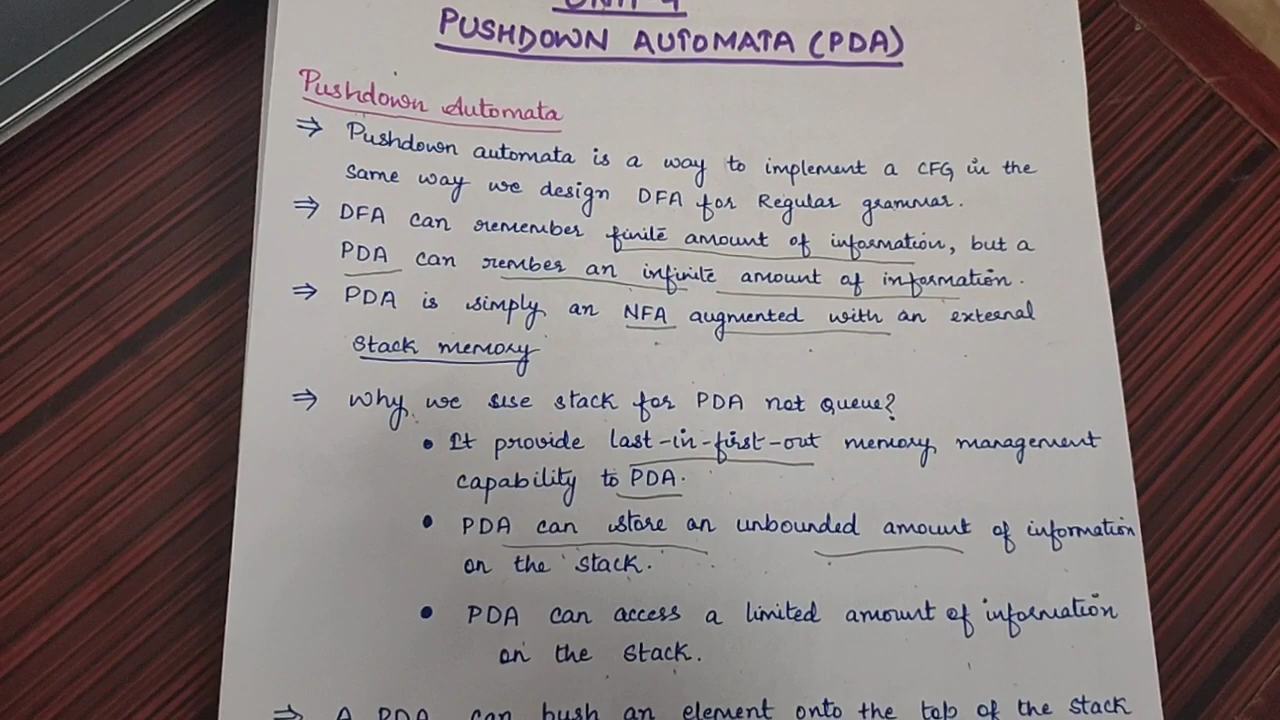 UNIT 4
PUSHDOWN AUTOMATA (PDA)
Pushdown Automata
⇒ Pushdown automata is a way to implement a CFG in the
same way we design DFA for Regular grammar.
⇒ DFA can remember finite amount of information, but a
PDA can rember an infinite amount of information.
⇒ PDA is simply an NFA augmented with an external
stack memory
⇒ Why we use stack for PDA not Queue?
• It provide last-in-first-out memory management
capability to PDA.
• PDA can store an unbounded amount of information
on the stack.
• PDA can access a limited amount of information
on the stack.
⇒ A PDA can push an element onto the top of the stack